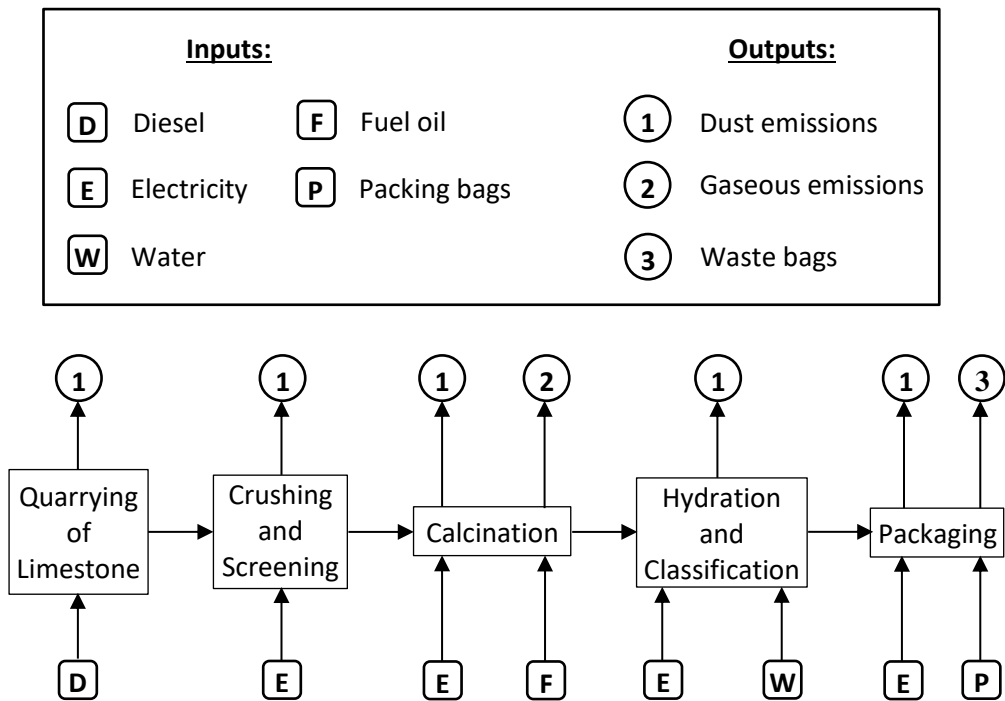 Inputs:
Outputs:
D Diesel
F Fuel oil
1 Dust emissions
E Electricity
P Packing bags
2 Gaseous emissions
W Water
3 Waste bags
1
1
1
2
1
1
3
Quarrying
of
Limestone
Crushing
and
Screening
Calcination
Hydration
and
Classification
Packaging
D
E
E
F
E
W
E
P